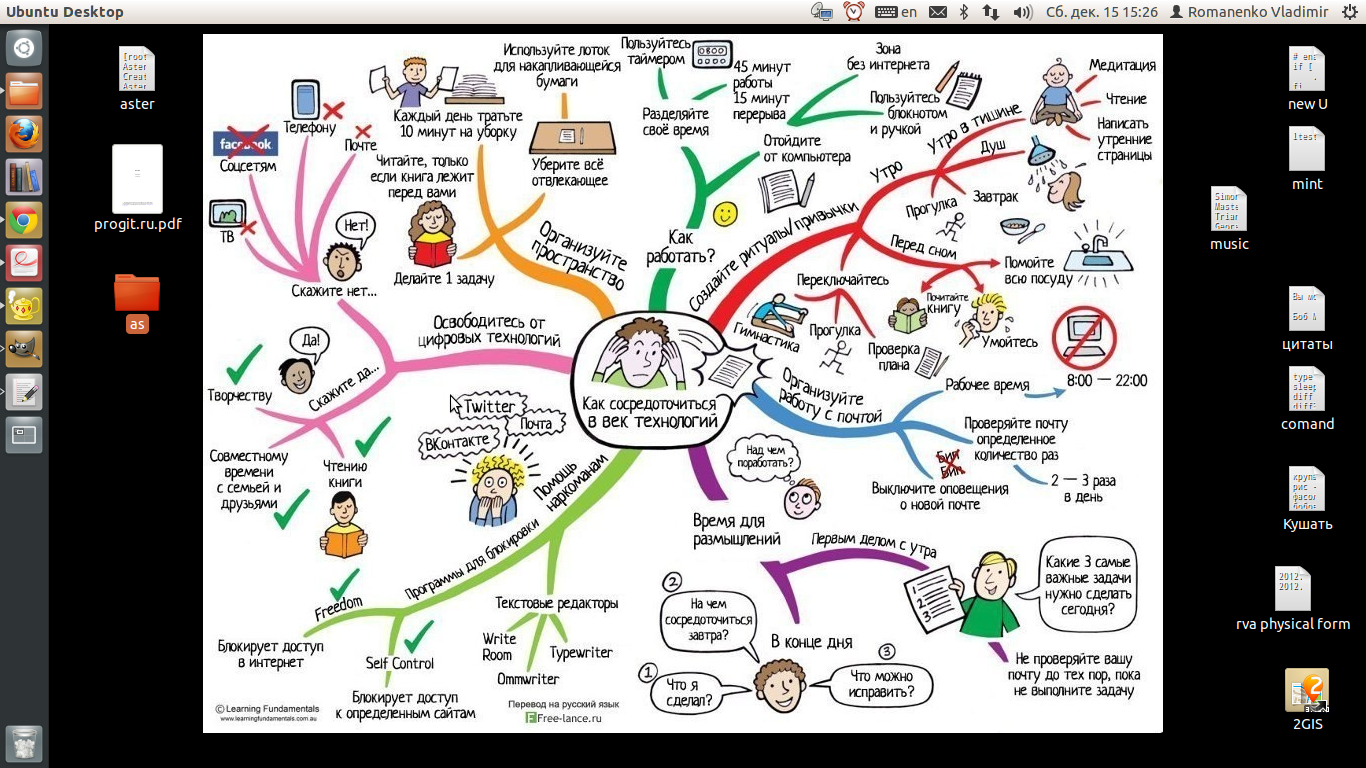 Ubuntu Desktop
en
Сб. дек. 15 15:26
Romanenko Vladimir
aster
progit.ru.pdf
as
new U
mint
music
цитаты
comand
Кушать
rva physical form
2GIS
Как сосредоточиться
в век технологий
Как
работать?
Разделяйте
своё время
Пользуйтесь
таймером
45 минут
работы
15 минут
перерыва
Отойдите
от компьютера
Зона
без интернета
Пользуйтесь
блокнотом
и ручкой
Создайте ритуалы/привычки
Утро
Утро в тишине
Медитация
Чтение
Написать
утренние
страницы
Душ
Завтрак
Прогулка
Перед сном
Помойте
всю посуду
Почитайте
книгу
Умойтесь
Переключайтесь
Гимнастика
Прогулка
Проверка
плана
Организуйте
работу с почтой
Рабочее время
8:00 — 22:00
Проверяйте почту
определенное
количество раз
2 — 3 раза
в день
Бип
Бип
Выключите оповещения
о новой почте
Над чем
поработать?
Время для
размыщлений
Первым делом с утра
1
2
3
Какие 3 самые
важные задачи
нужно сделать
сегодня?
Не проверяйте вашу
почту до тех пор, пока
не выполните задачу
В конце дня
1
Что я
сделал?
2
На чем
сосредоточиться
завтра?
3
Что можно
исправить?
Помощь
наркоманам
Twitter
Почта
ВКонтакте
Программы для блокировки
Freedom
Блокирует доступ
в интернет
Self Control
Блокирует доступ
к определенным сайтам
Текстовые редакторы
Write
Room
Ommwriter
Typewriter
Освободитесь от
цифровых технологий
Скажите нет...
Нет!
ТВ
facebook
Соцсетям
Телефону
Почте
Скажите да...
Да!
Творчеству
Совместному
времени
с семьей и
друзьями
Чтению
книги
Организуйте
пространство
Каждый день тратьте
10 минут на уборку
Используйте лоток
для накапливающейся
бумаги
Уберите всё
отвлекающее
Читайте, только
если книга лежит
перед вами
Делайте 1 задачу
© Learning Fundamentals
www.learningfundamentals.com.au
Перевод на русский язык
Free-lance.ru